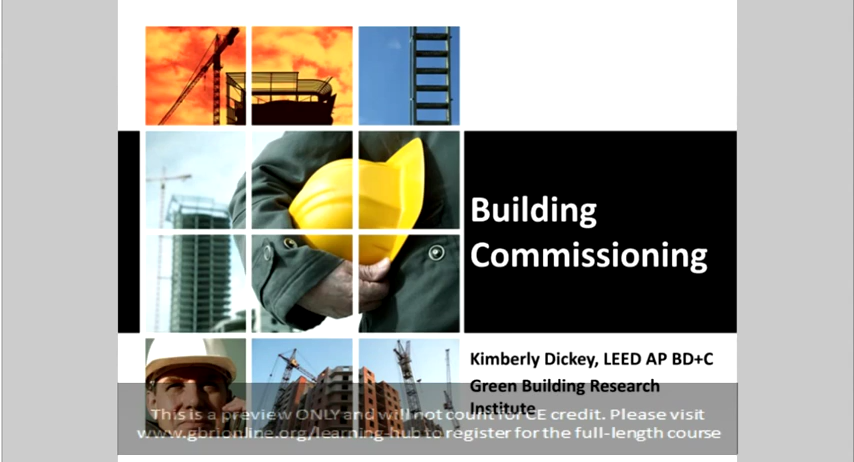 Building
Commissioning
Kimberly Dickey, LEED AP BD+C
Green Building Research
Institute
This is a preview ONLY and will not count for CE credit. Please visit
www.gbrionline.org/learning-hub to register for the full-length course